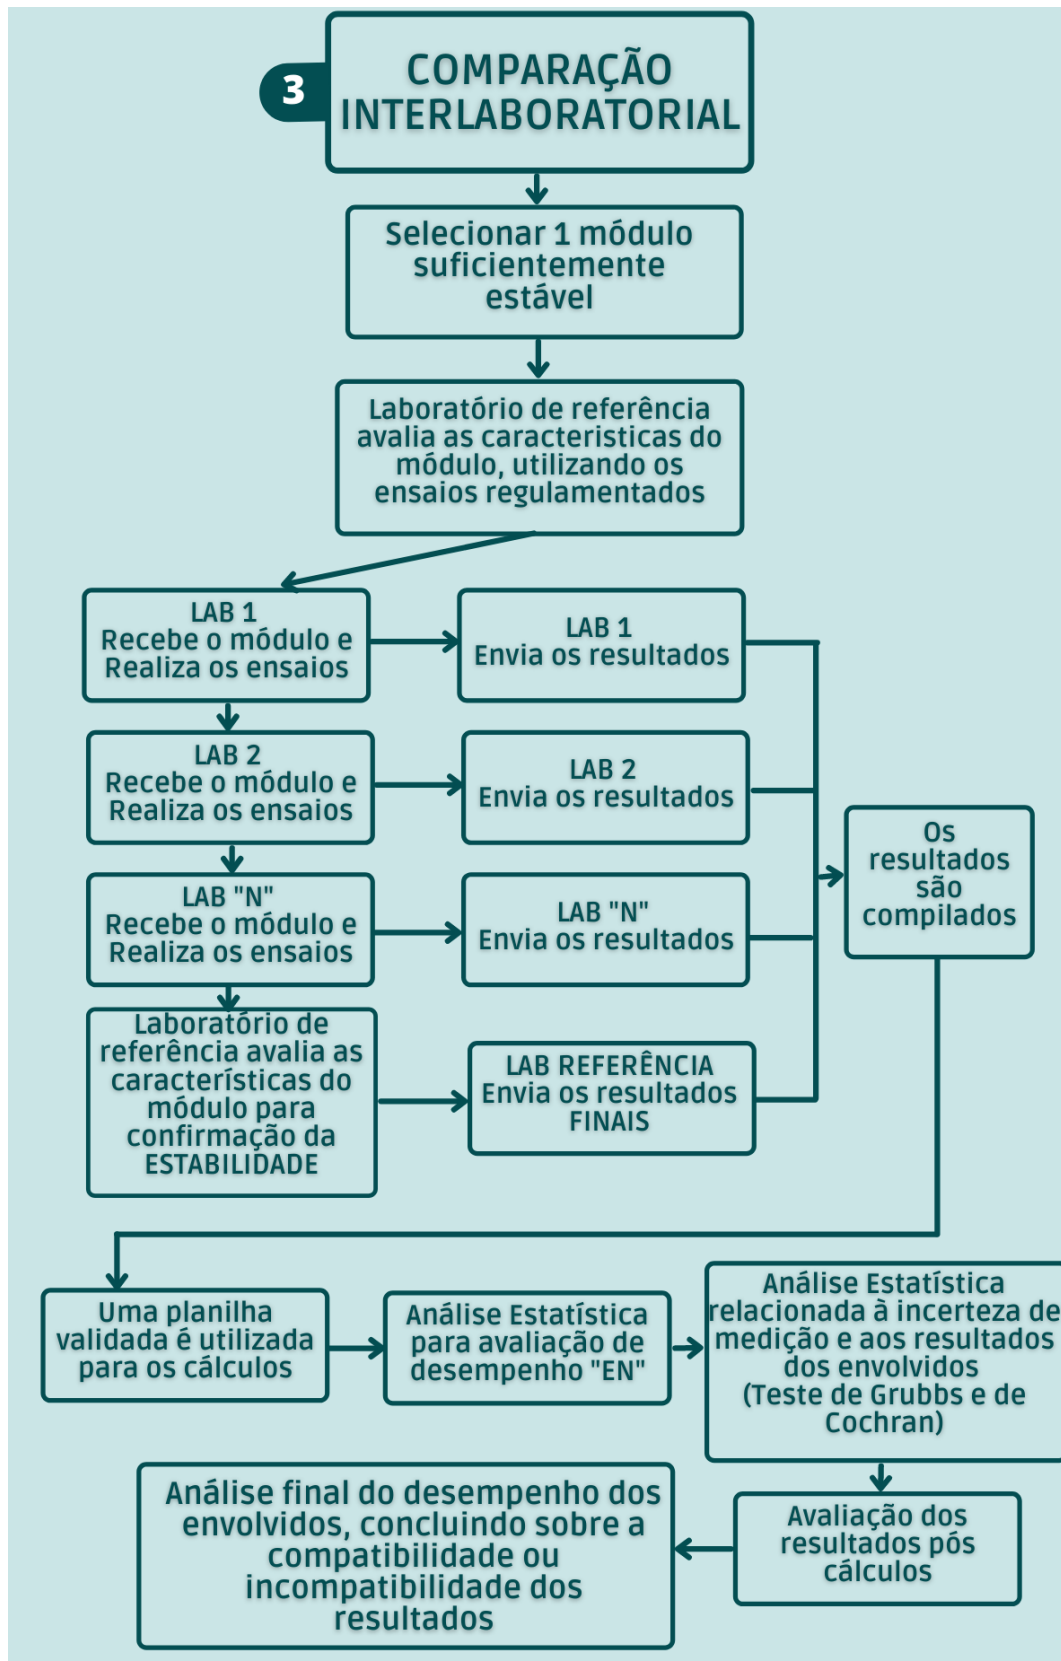 3
COMPARAÇÃO
INTERLABORATORIAL
Selecionar 1 módulo
suficientemente
estável
Laboratório de referência
avalia as caracteristicas do
módulo, utilizando os
ensaios regulamentados
LAB 1
Recebe o módulo e
Realiza os ensaios
LAB 1
Envia os resultados
LAB 2
Recebe o módulo e
Realiza os ensaios
LAB 2
Envia os resultados
LAB "N"
Recebe o módulo e
Realiza os ensaios
LAB "N"
Envia os resultados
Laboratório de
referência avalia as
características do
módulo para
confirmação da
ESTABILIDADE
LAB REFERÊNCIA
Envia os resultados
FINAIS
Os
resultados
são
compilados
Uma planilha
validada é utilizada
para os cálculos
Análise Estatística
para avaliação de
desempenho "EN"
Análise Estatística
relacionada à incerteza de
medição e aos resultados
dos envolvidos
(Teste de Grubbs e de
Cochran)
Avaliação dos
resultados pós
cálculos
Análise final do desempenho dos
envolvidos, concluindo sobre a
compatibilidade ou
incompatibilidade dos
resultados